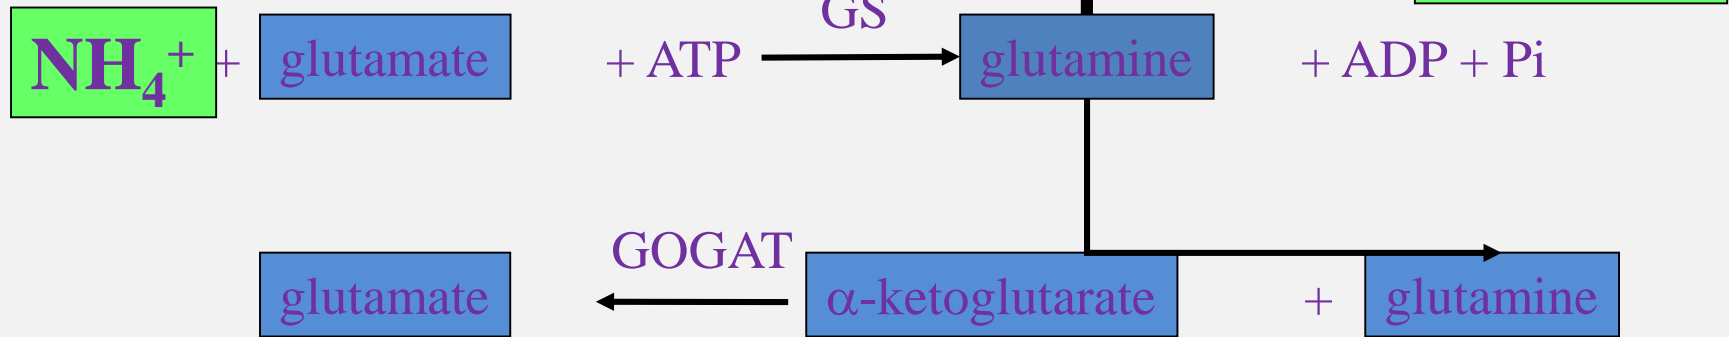 GS
NH4+ + glutamate + ATP glutamine + ADP + Pi
GOGAT
glutamate α-ketoglutarate + glutamine